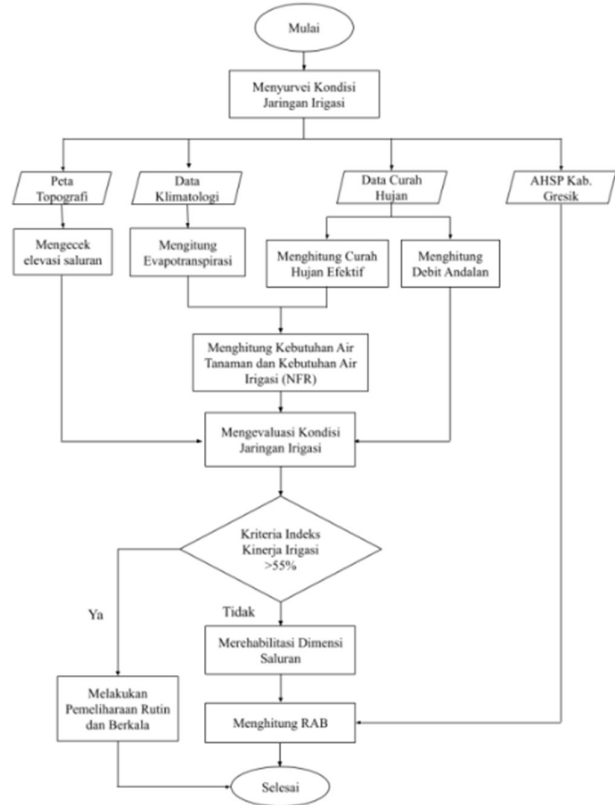 Mulai
Menyurvei Kondisi
Jaringan Irigasi
Peta
Topografi
Data
Klimatologi
Data Curah
Hujan
AHSP Kab.
Gresik
Mengecek
elevasi saluran
Mengitung
Evapotranspirasi
Menghitung Curah
Hujan Efektif
Menghitung
Debit Andalan
Menghitung Kebutuhan Air
Tanaman dan Kebutuhan Air
Irigasi (NFR)
Mengevaluasi Kondisi
Jaringan Irigasi
Kriteria Indeks
Kinerja Irigasi
>55%
Ya
Tidak
Merehabilitasi Dimensi
Saluran
Melakukan
Pemeliharaan Rutin
dan Berkala
Menghitung RAB
Selesai